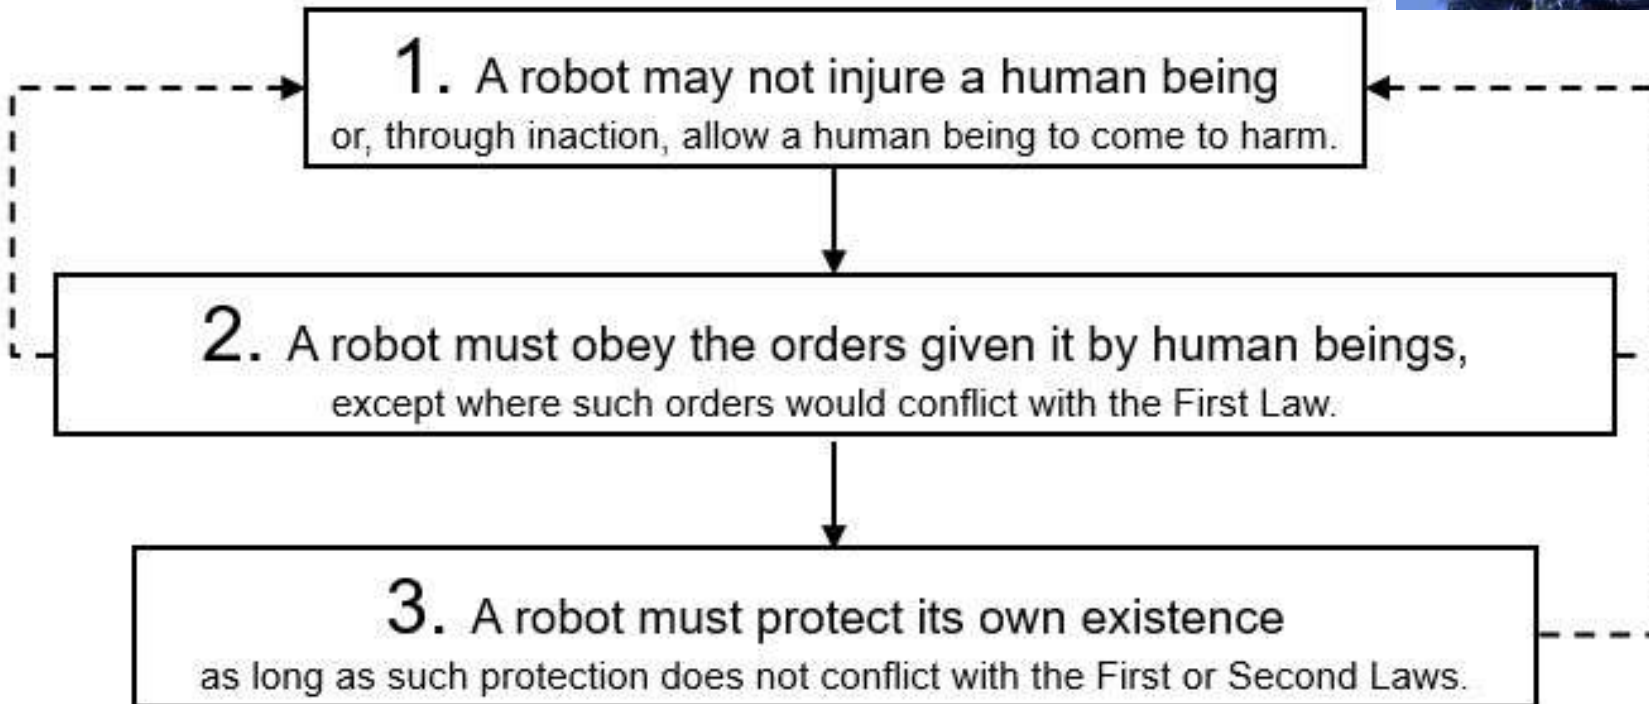 1. A robot may not injure a human being
or, through inaction, allow a human being to come to harm.
2. A robot must obey the orders given it by human beings,
except where such orders would conflict with the First Law.
3. A robot must protect its own existence
as long as such protection does not conflict with the First or Second Laws.